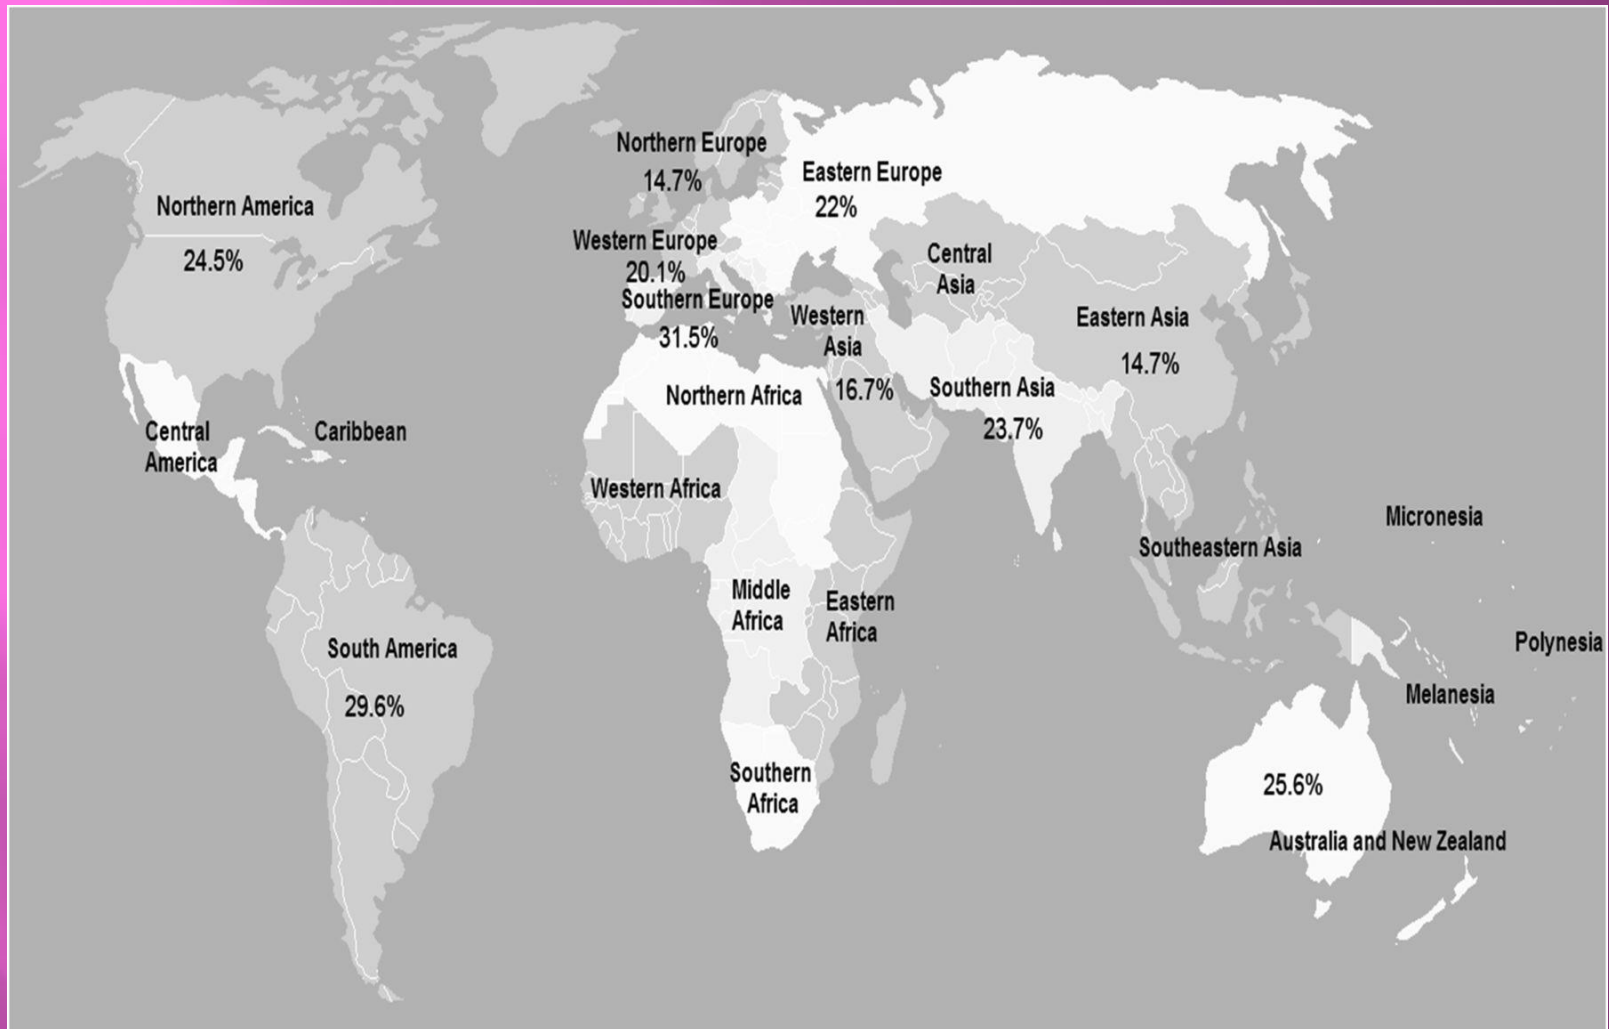 Northern Europe
14.7%
Eastern Europe
22%
Northern America
24.5%
Western Europe
20.1%
Southern Europe
31.5%
Central
Asia
Western
Asia
16.7%
Eastern Asia
14.7%
Northern Africa
Southern Asia
23.7%
Central
America
Caribbean
Western Africa
Micronesia
Southeastern Asia
Middle
Africa
Eastern
Africa
South America
29.6%
Polynesia
Melanesia
Southern
Africa
25.6%
Australia and New Zealand